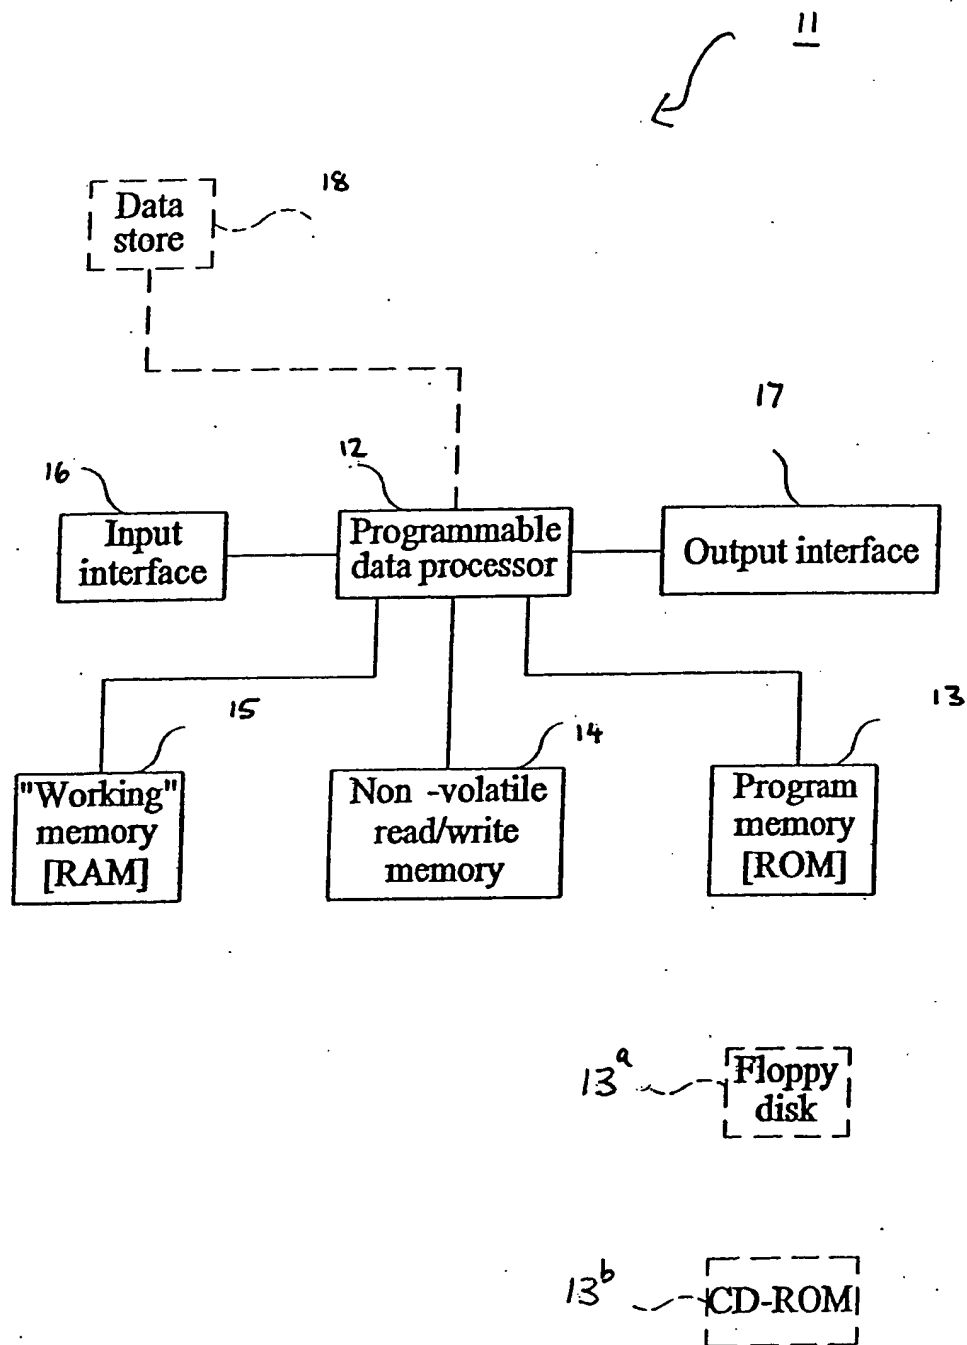 11
18
Data
store
17
16
12
Input
interface
Programmable
data processor
Output interface
15
14
13
"Working"
memory
[RAM]
Non -volatile
read/write
memory
Program
memory
[ROM]
13a
Floppy
disk
13b
CD-ROM